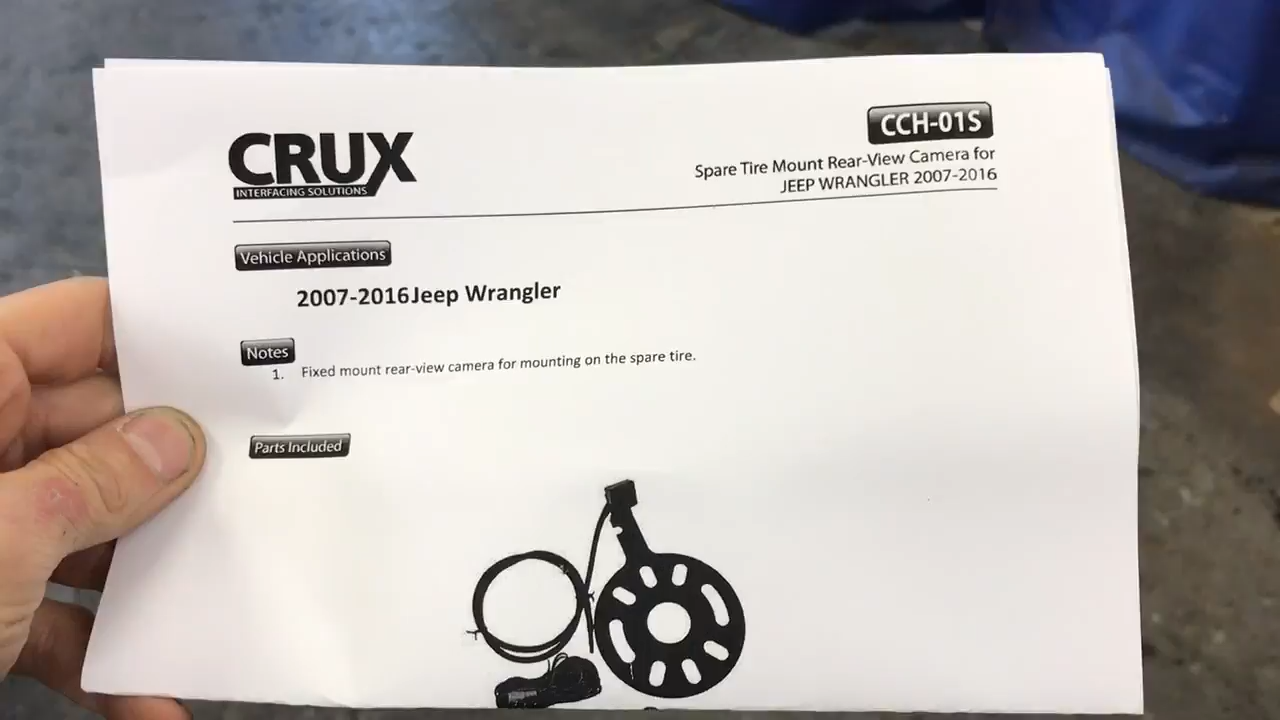 CRUX
INTERFACING SOLUTIONS
CCH-01S
Spare Tire Mount Rear-View Camera for
JEEP WRANGLER 2007-2016
Vehicle Applications
2007-2016Jeep Wrangler
Notes
1. Fixed mount rear-view camera for mounting on the spare tire.
Parts Included